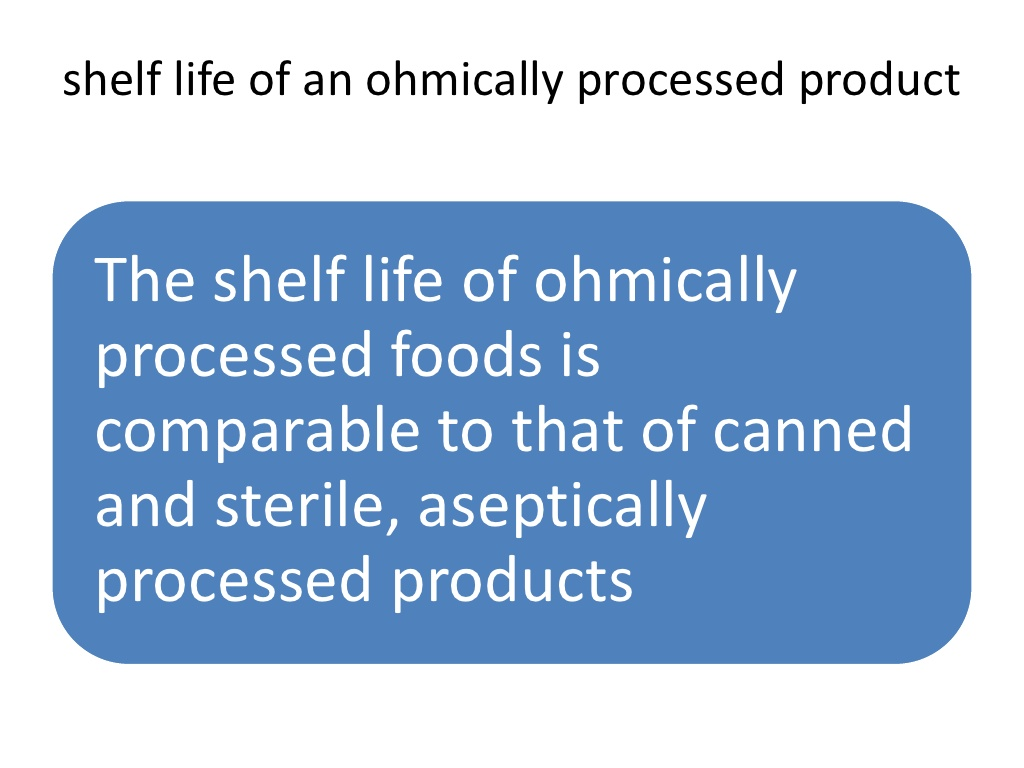 shelf life of an ohmically processed product
The shelf life of ohmically
processed foods is
comparable to that of canned
and sterile, aseptically
processed products